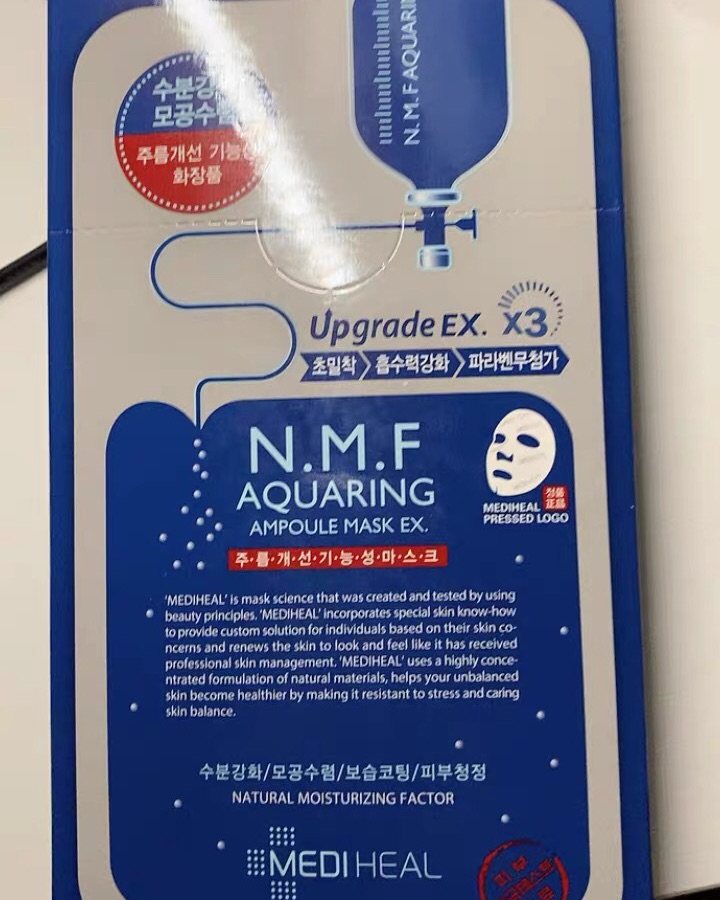 N.M.F AQUARIN
수분강
모공수렴
주름개선 기능성
화장품
Upgrade EX. X3
초밀착 흡수력강화 파라벤무첨가
N.M.F
AQUARING
AMPOULE MASK EX.
주·름·개·선·기·능·성·마·스·크
정품
正品
MEDIHEAL
PRESSED LOGO
'MEDIHEAL' is mask science that was created and tested by using
beauty principles. 'MEDIHEAL' incorporates special skin know-how
to provide custom solution for individuals based on their skin co-
ncerns and renews the skin to look and feel like it has received
professional skin management. 'MEDIHEAL' uses a highly conce-
ntrated formulation of natural materials, helps your unbalanced
skin become healthier by making it resistant to stress and caring
skin balance.
수분강화/모공수렴/보습코팅/피부청정
NATURAL MOISTURIZING FACTOR
MEDIHEAL
피부